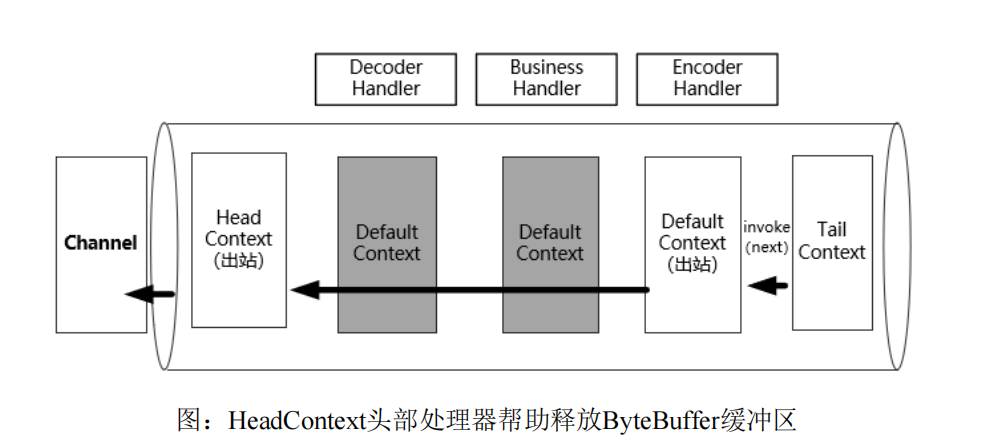 Decoder
Handler
Business
Handler
Encoder
Handler
Channel
Head
Context
(出站)
Default
Context
Default
Context
Default
Context
(出站)
invoke
(next)
Tail
Context
图：HeadContext头部处理器帮助释放ByteBuffer缓冲区